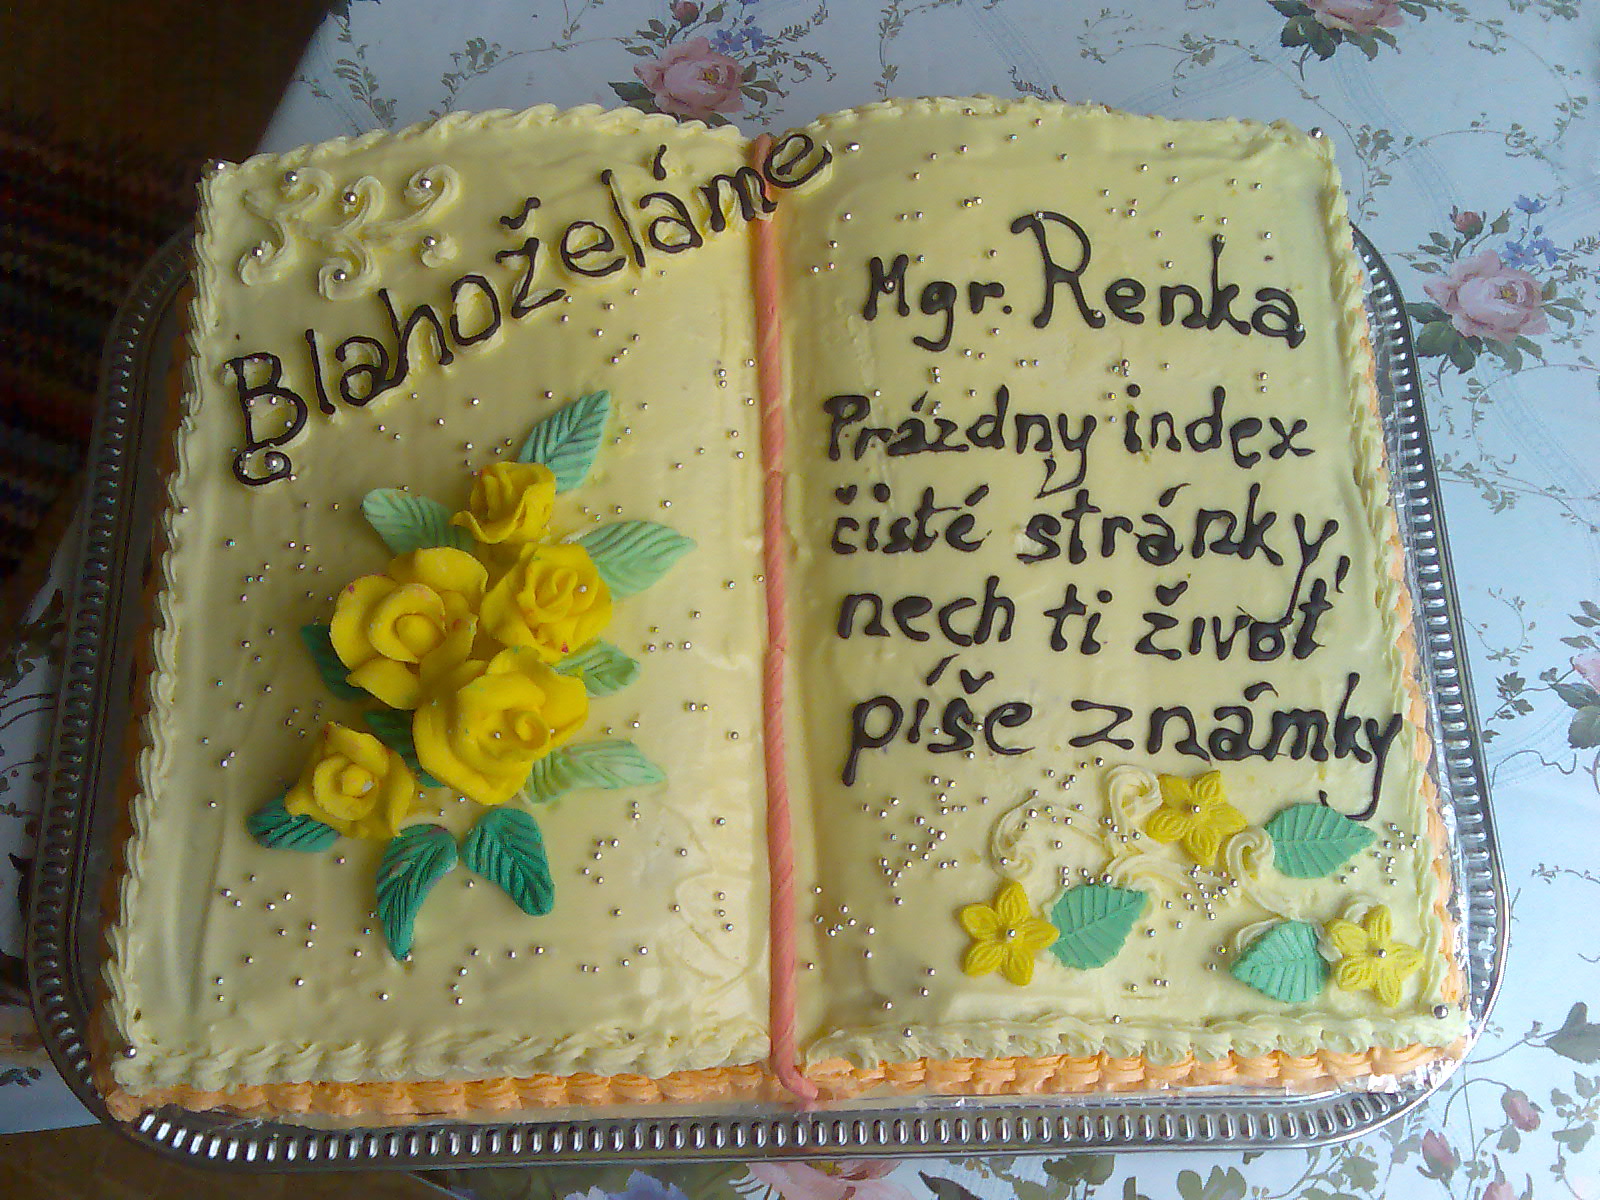 Blahoželáme
Mgr. Renka
Prázdny index
čisté stránky,
nech ti život
píše známky